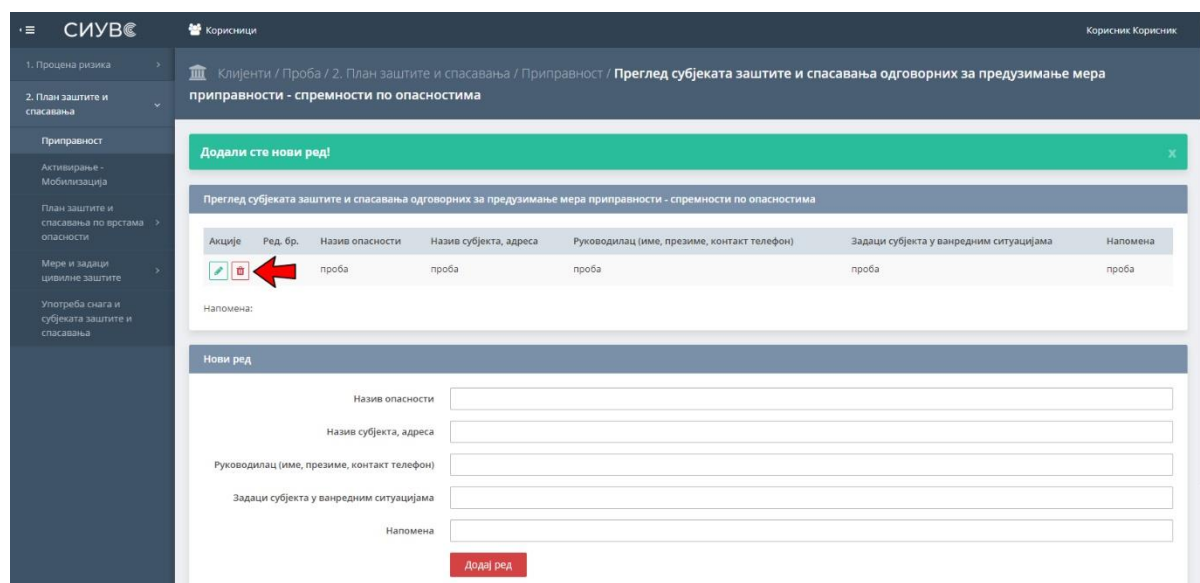 СИУВС
Корисници
Корисник Корисник
1. Процена ризика
2. План заштите и
спасавања
Приправност
Активирање -
Мобилизација
План заштите и
спасавања по врстама
опасности
Мере и задаци
цивилне заштите
Употреба снага и
субјеката заштите и
спасавања
Клијенти / Проба / 2. План заштите и спасавања / Приправност / Преглед субјеката заштите и спасавања одговорних за предузимање мера
приправности - спремности по опасностима
Додали сте нови ред!
x
Преглед субјеката заштите и спасавања одговорних за предузимање мера приправности - спремности по опасностима
Акције Ред. бр. Назив опасности Назив субјекта, адреса Руководилац (име, презиме, контакт телефон) Задаци субјекта у ванредним ситуацијама Напомена
проба проба проба проба проба
Напомена:
Нови ред
Назив опасности
Назив субјекта, адреса
Руководилац (име, презиме, контакт телефон)
Задаци субјекта у ванредним ситуацијама
Напомена
Додај ред